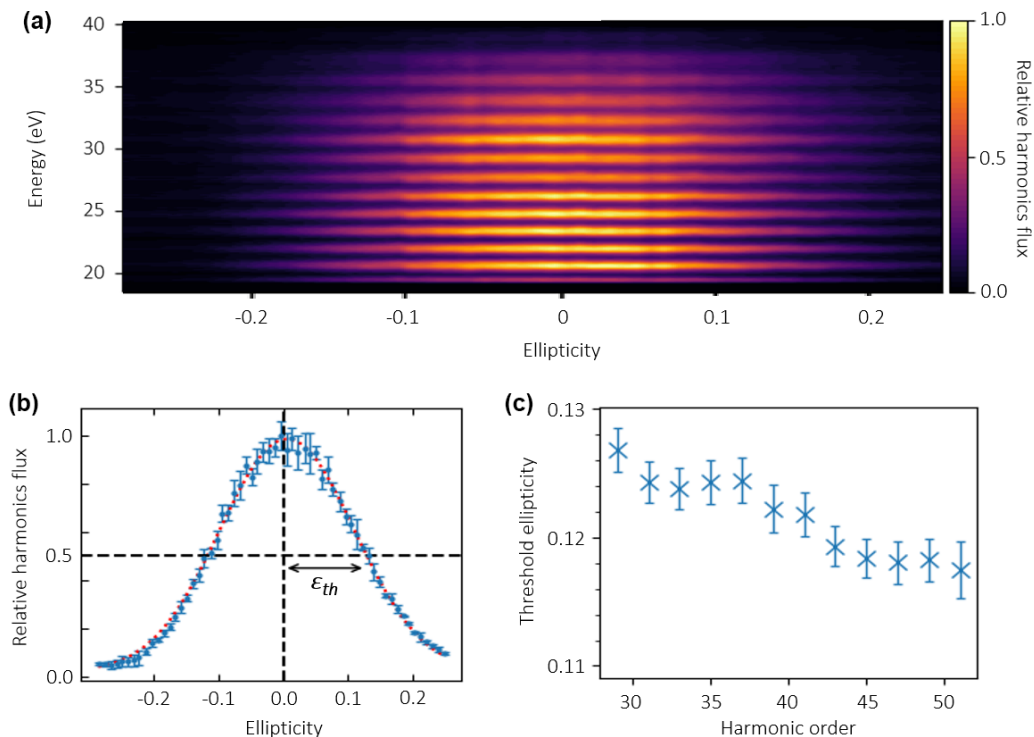 (a)
40
35
30
25
20
Energy (eV)
-0.2 -0.1 0 0.1 0.2
Ellipticity
1.0
0.5
0.0
Relative harmonics flux
(b)
1.0
0.5
0.0
Relative harmonics flux
ε_th
-0.2 -0.1 0.0 0.1 0.2
Ellipticity
(c)
0.13
0.12
0.11
Threshold ellipticity
30 35 40 45 50
Harmonic order